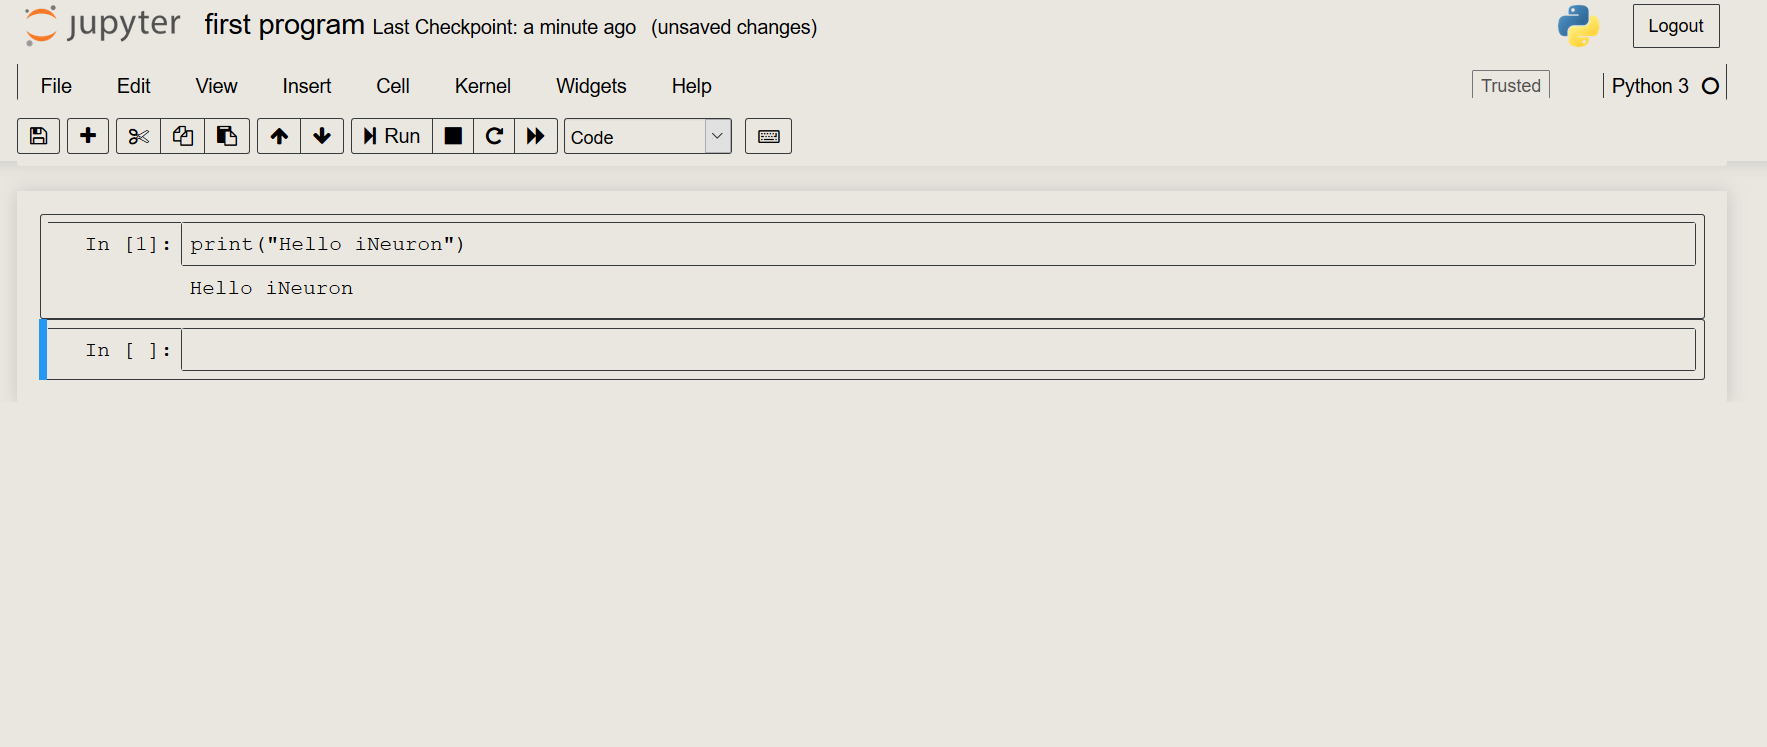 jupyter first program Last Checkpoint: a minute ago (unsaved changes) Logout
File Edit View Insert Cell Kernel Widgets Help Trusted Python 3
Run Code
In [1]: print("Hello iNeuron")
Hello iNeuron
In [ ]: